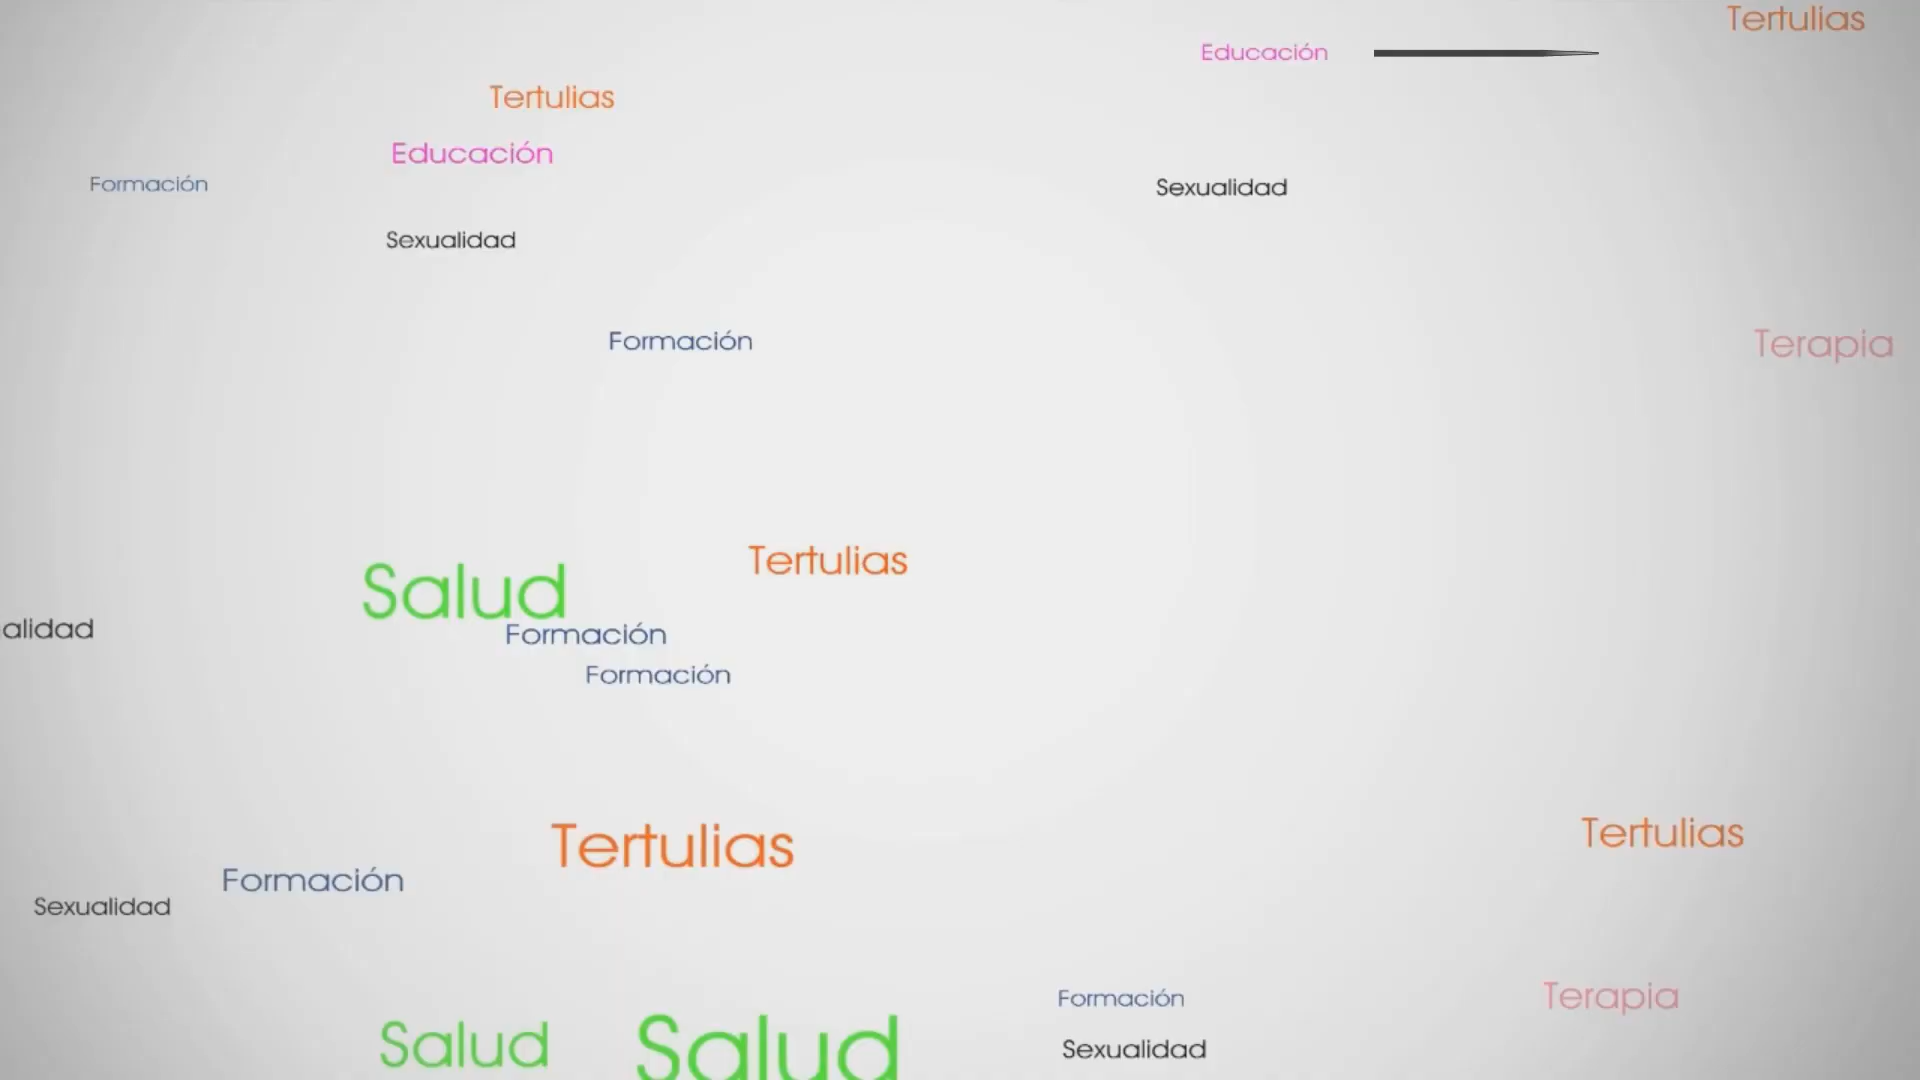 Tertulias
Educación
Tertulias
Educación
Formación
Sexualidad
Sexualidad
Formación
Terapia
Tertulias
Salud
alidad
Formación
Formación
Tertulias
Tertulias
Formación
Sexualidad
Terapia
Formación
Salud
Salud
Sexualidad